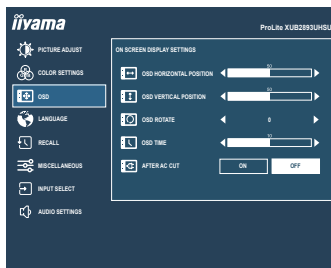 iiyama
ProLite XUB2893UHSU
PICTURE ADJUST
COLOR SETTINGS
OSD
LANGUAGE
RECALL
MISCELLANEOUS
INPUT SELECT
AUDIO SETTINGS
ON SCREEN DISPLAY SETTINGS
OSD HORIZONTAL POSITION 50
OSD VERTICAL POSITION 50
OSD ROTATE 0
OSD TIME 10
AFTER AC CUT ON OFF